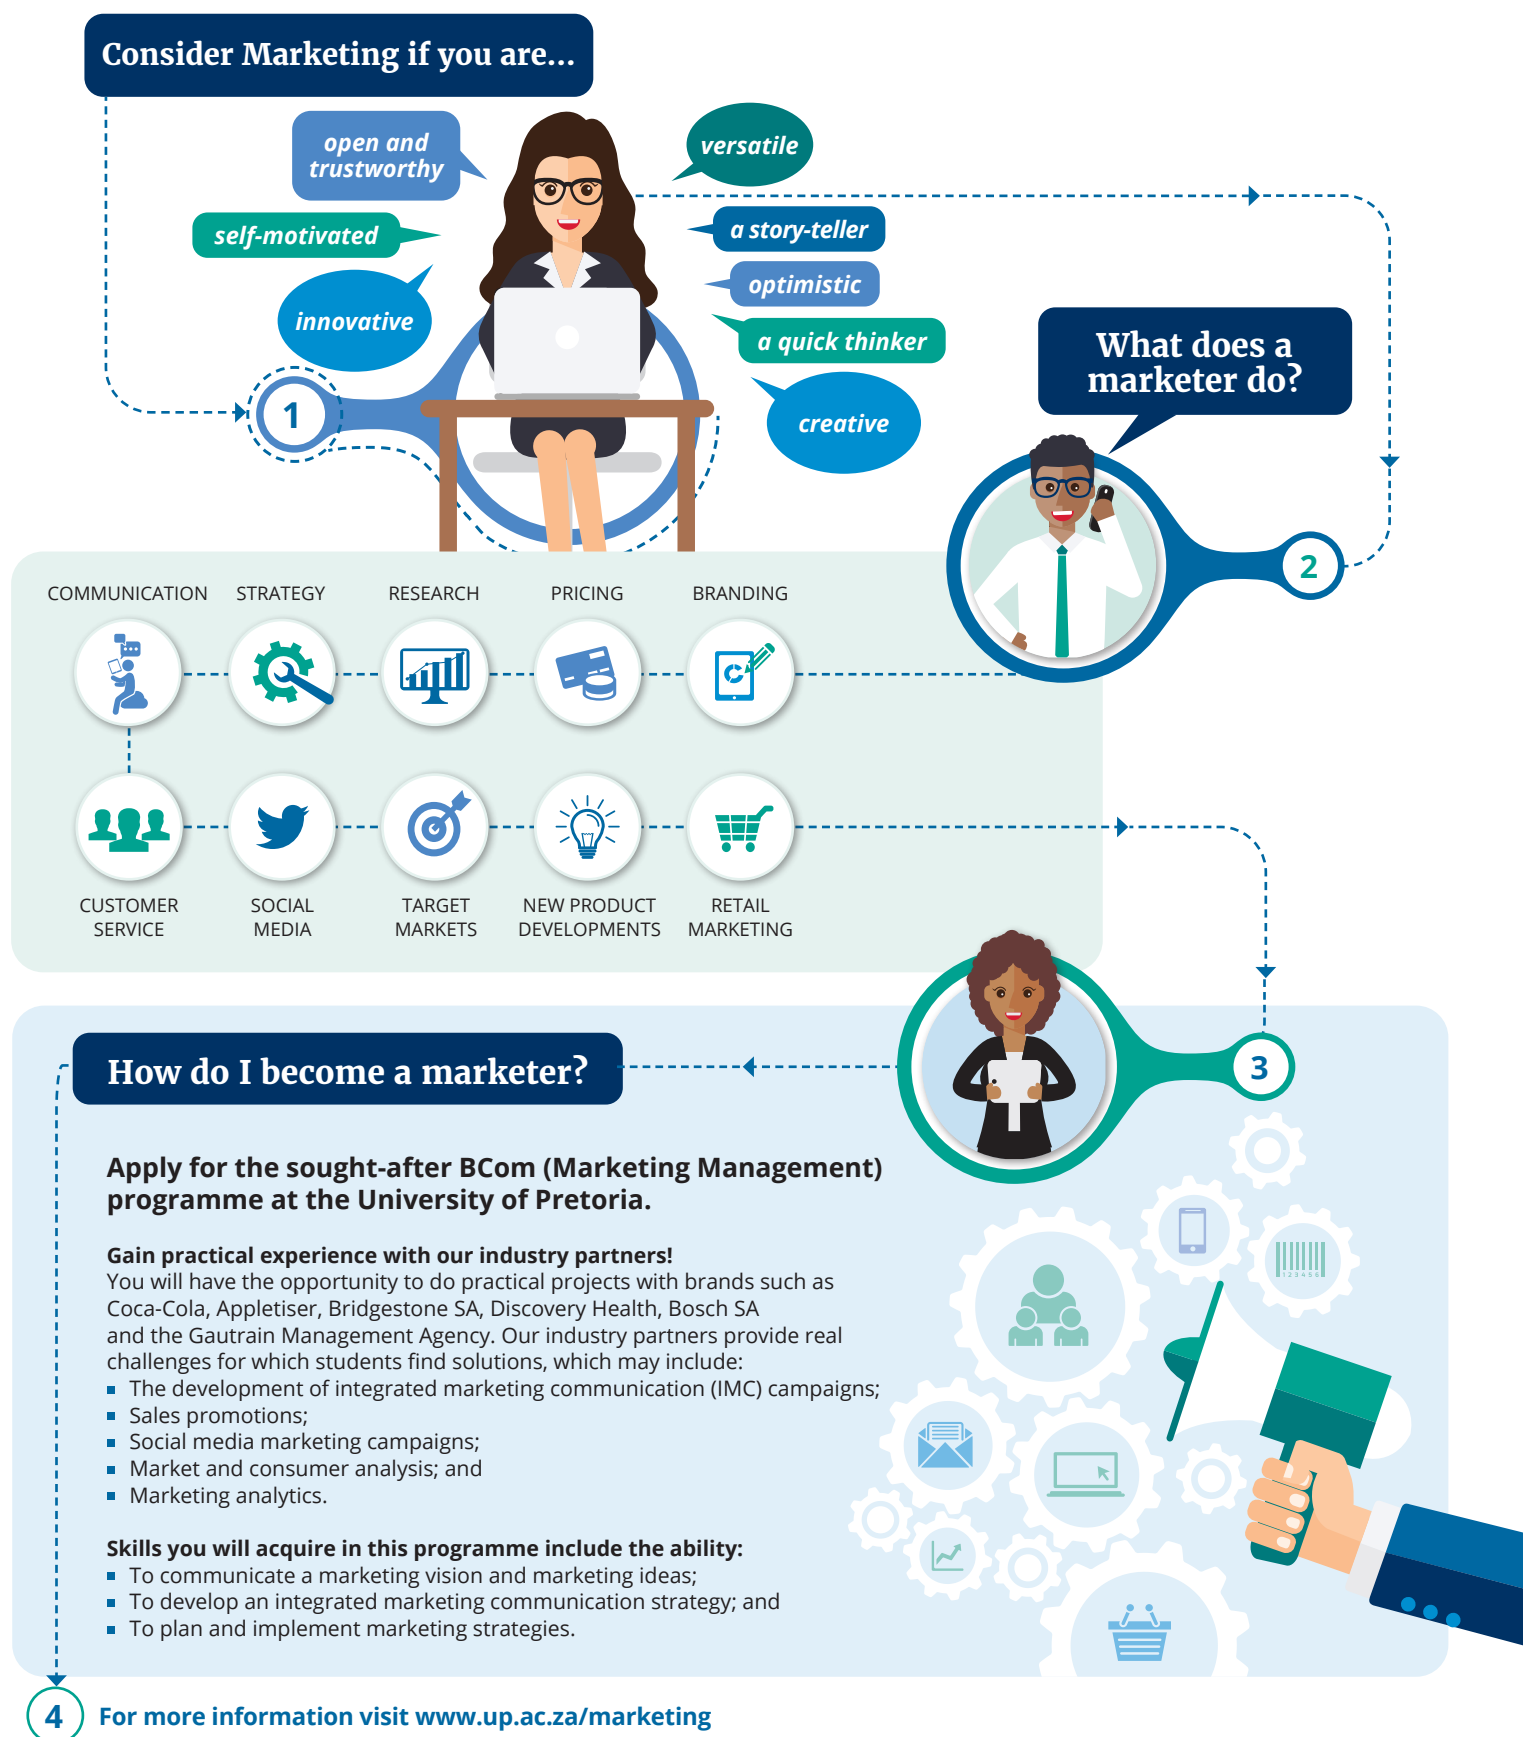 Consider Marketing if you are...
open and
trustworthy
versatile
self-motivated
a story-teller
optimistic
innovative
a quick thinker
creative
1
What does a
marketer do?
2
COMMUNICATION
STRATEGY
RESEARCH
PRICING
BRANDING
CUSTOMER
SERVICE
SOCIAL
MEDIA
TARGET
MARKETS
NEW PRODUCT
DEVELOPMENTS
RETAIL
MARKETING
How do I become a marketer?
3
Apply for the sought-after BCom (Marketing Management)
programme at the University of Pretoria.
Gain practical experience with our industry partners!
You will have the opportunity to do practical projects with brands such as
Coca-Cola, Appletiser, Bridgestone SA, Discovery Health, Bosch SA
and the Gautrain Management Agency. Our industry partners provide real
challenges for which students find solutions, which may include:
The development of integrated marketing communication (IMC) campaigns;
Sales promotions;
Social media marketing campaigns;
Market and consumer analysis; and
Marketing analytics.
Skills you will acquire in this programme include the ability:
To communicate a marketing vision and marketing ideas;
To develop an integrated marketing communication strategy; and
To plan and implement marketing strategies.
123456
4
For more information visit www.up.ac.za/marketing